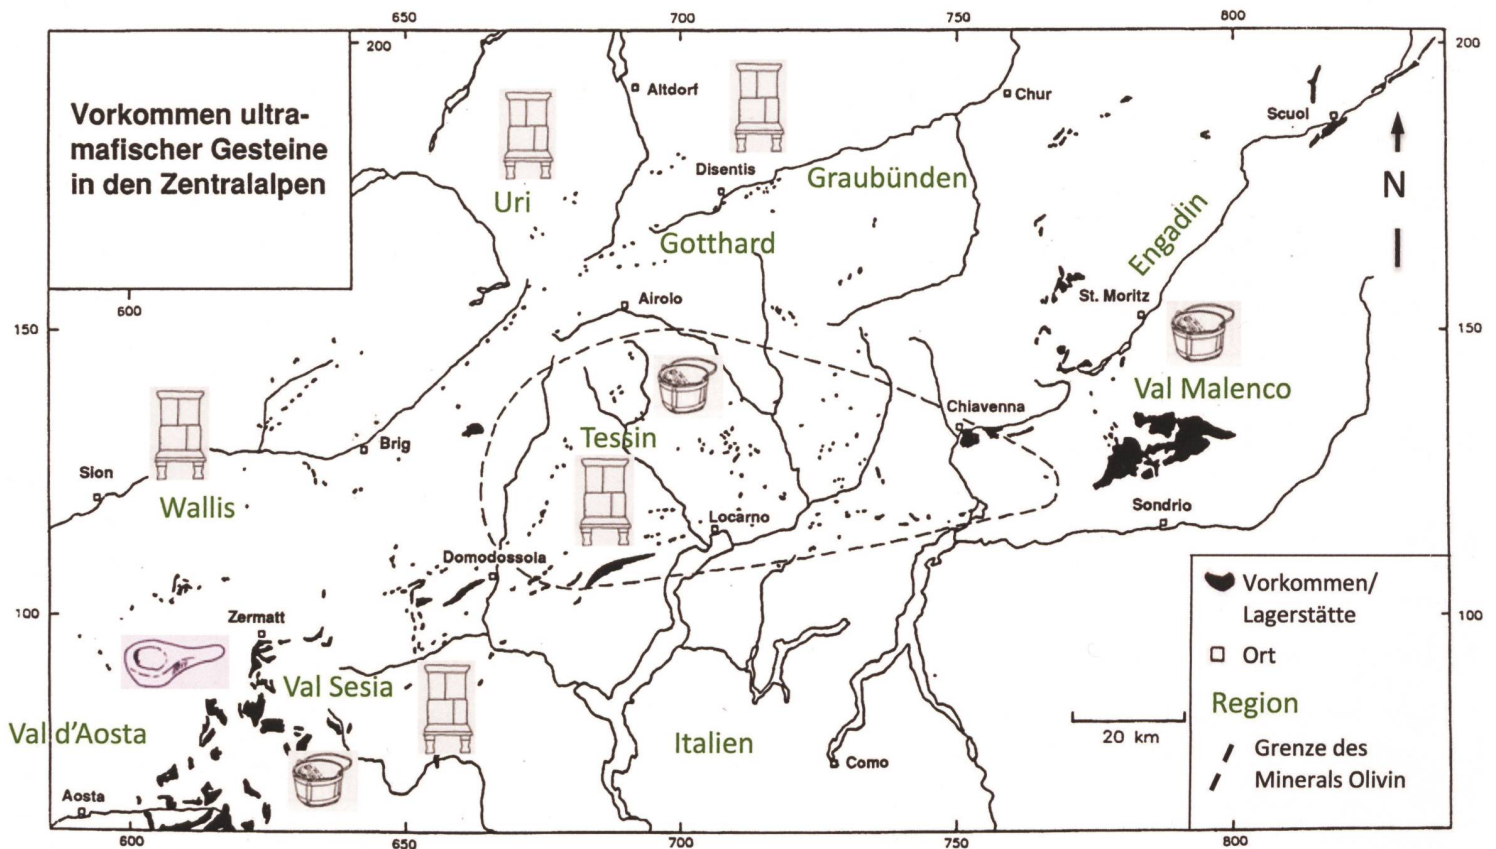 650
700
750
800
200
200
Vorkommen ultra-
mafischer Gesteine
in den Zentralalpen
Altdorf
Chur
Scuol
Disentis
Graubünden
N
Uri
Gotthard
Engadin
600
Airolo
St. Moritz
150
150
Val Malenco
Chiavenna
Tessin
Brig
Sion
Wallis
Locarno
Sondrio
Domodossola
Vorkommen/
Lagerstätte
100
Zermatt
100
Ort
Val Sesia
Region
Val d'Aosta
Italien
20 km
Grenze des
Minerals Olivin
Como
Aosta
600
650
700
750
800